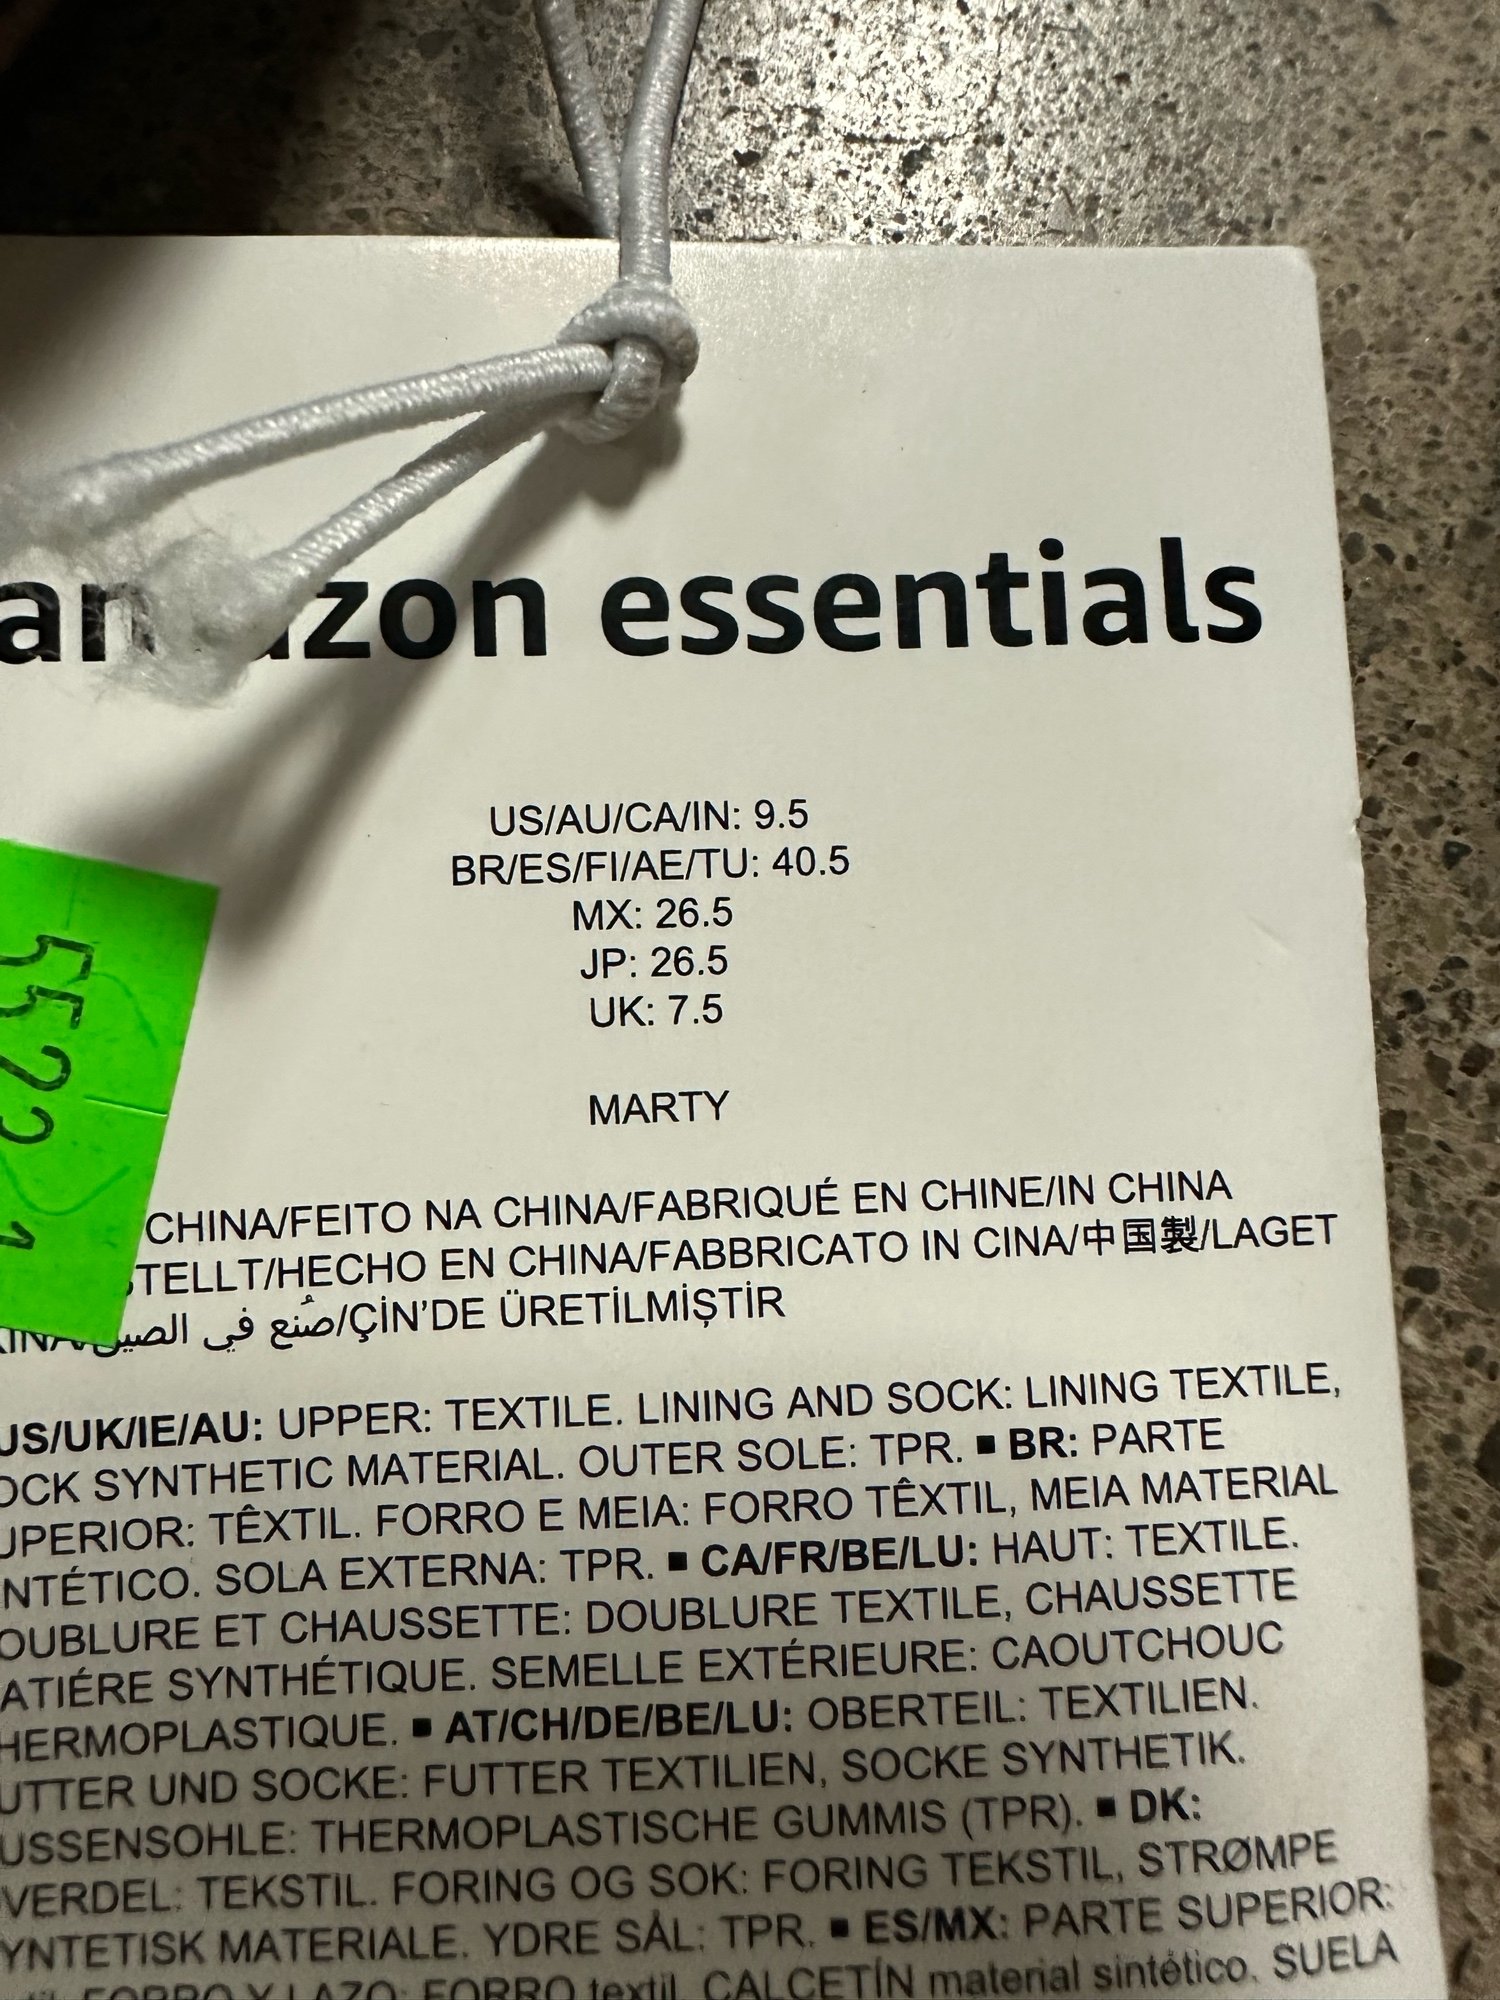 amazon essentials
US/AU/CA/IN: 9.5
BR/ES/FI/AE/TU: 40.5
MX: 26.5
JP: 26.5
UK: 7.5
MARTY
5522 1
CHINA/FEITO NA CHINA/FABRIQUÉ EN CHINE/IN CHINA
STELLT/HECHO EN CHINA/FABBRICATO IN CINA/中国製/LAGET
KINA/صُنع في الصين/ÇİN'DE ÜRETİLMİŞTİR
US/UK/IE/AU: UPPER: TEXTILE. LINING AND SOCK: LINING TEXTILE,
OCK SYNTHETIC MATERIAL. OUTER SOLE: TPR. ■ BR: PARTE
UPERIOR: TÊXTIL. FORRO E MEIA: FORRO TÊXTIL, MEIA MATERIAL
INTÉTICO. SOLA EXTERNA: TPR. ■ CA/FR/BE/LU: HAUT: TEXTILE.
OUBLURE ET CHAUSSETTE: DOUBLURE TEXTILE, CHAUSSETTE
ATIÉRE SYNTHÉTIQUE. SEMELLE EXTÉRIEURE: CAOUTCHOUC
HERMOPLASTIQUE. ■ AT/CH/DE/BE/LU: OBERTEIL: TEXTILIEN.
UTTER UND SOCKE: FUTTER TEXTILIEN, SOCKE SYNTHETIK.
USSENSOHLE: THERMOPLASTISCHE GUMMIS (TPR). ■ DK:
VERDEL: TEKSTIL. FORING OG SOK: FORING TEKSTIL, STRØMPE
YNTETISK MATERIALE. YDRE SÅL: TPR. ■ ES/MX: PARTE SUPERIOR:
FORRO Y LAZO: FORRO textil, CALCETÍN material sintético. SUELA